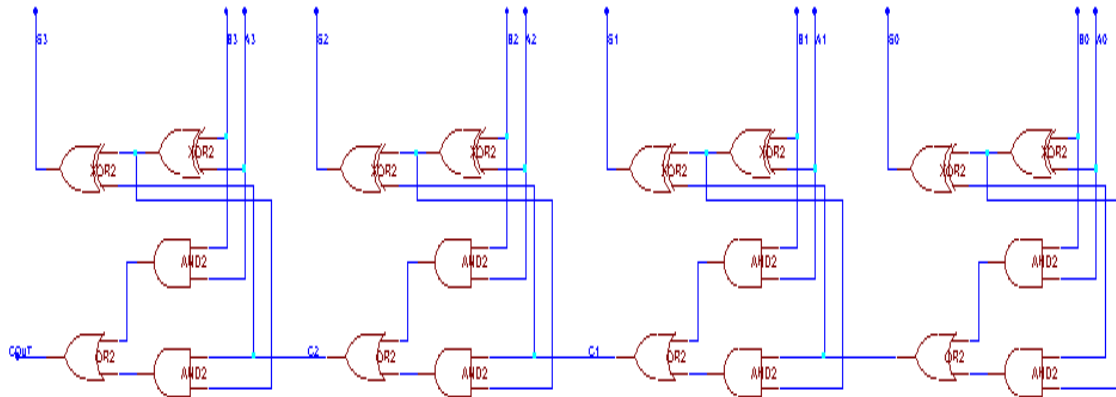 S3 B3 A3 S2 B2 A2 S1 B1 A1 S0 B0 A0
XOR2 XOR2 XOR2 XOR2 XOR2 XOR2 XOR2 XOR2
AND2 AND2 AND2 AND2
COuT OR2 C2 OR2 C1 OR2 OR2
AND2 AND2 AND2 AND2